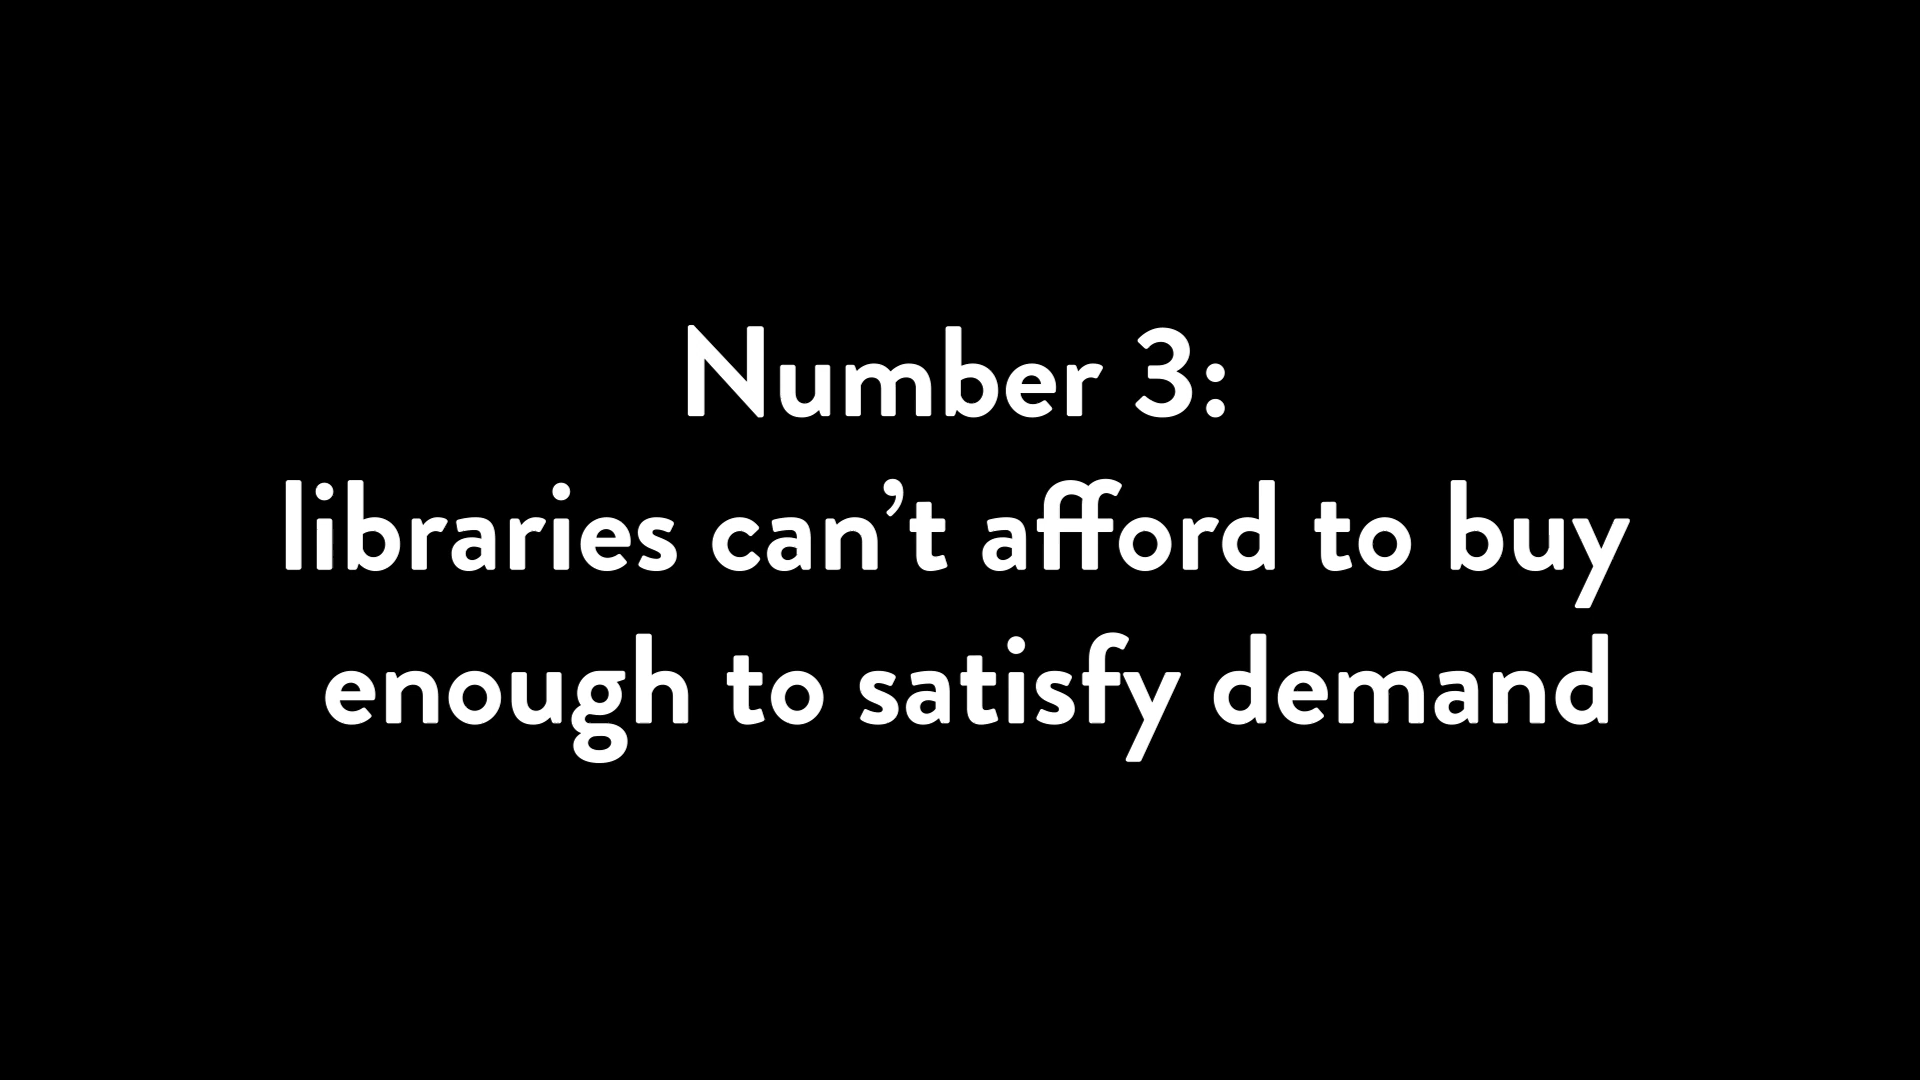 Number 3:
libraries can’t afford to buy
enough to satisfy demand